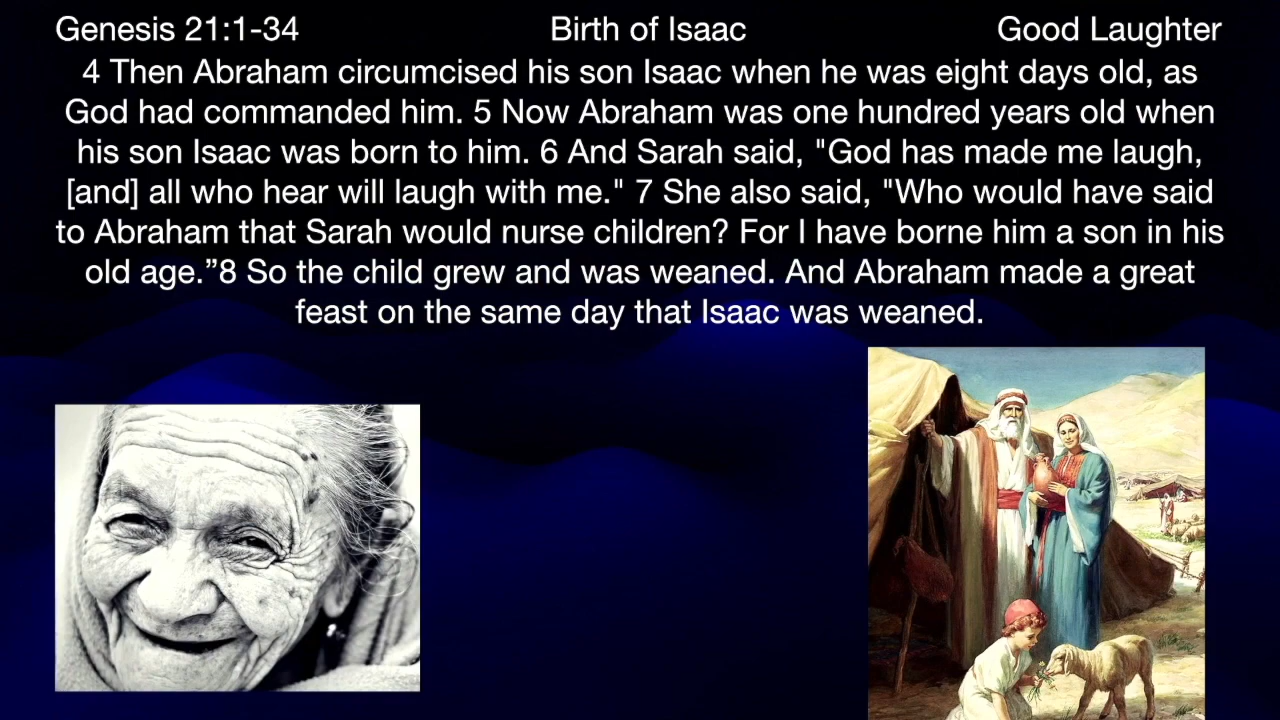 Genesis 21:1-34 Birth of Isaac Good Laughter
4 Then Abraham circumcised his son Isaac when he was eight days old, as
God had commanded him. 5 Now Abraham was one hundred years old when
his son Isaac was born to him. 6 And Sarah said, "God has made me laugh,
[and] all who hear will laugh with me." 7 She also said, "Who would have said
to Abraham that Sarah would nurse children? For I have borne him a son in his
old age.”8 So the child grew and was weaned. And Abraham made a great
feast on the same day that Isaac was weaned.